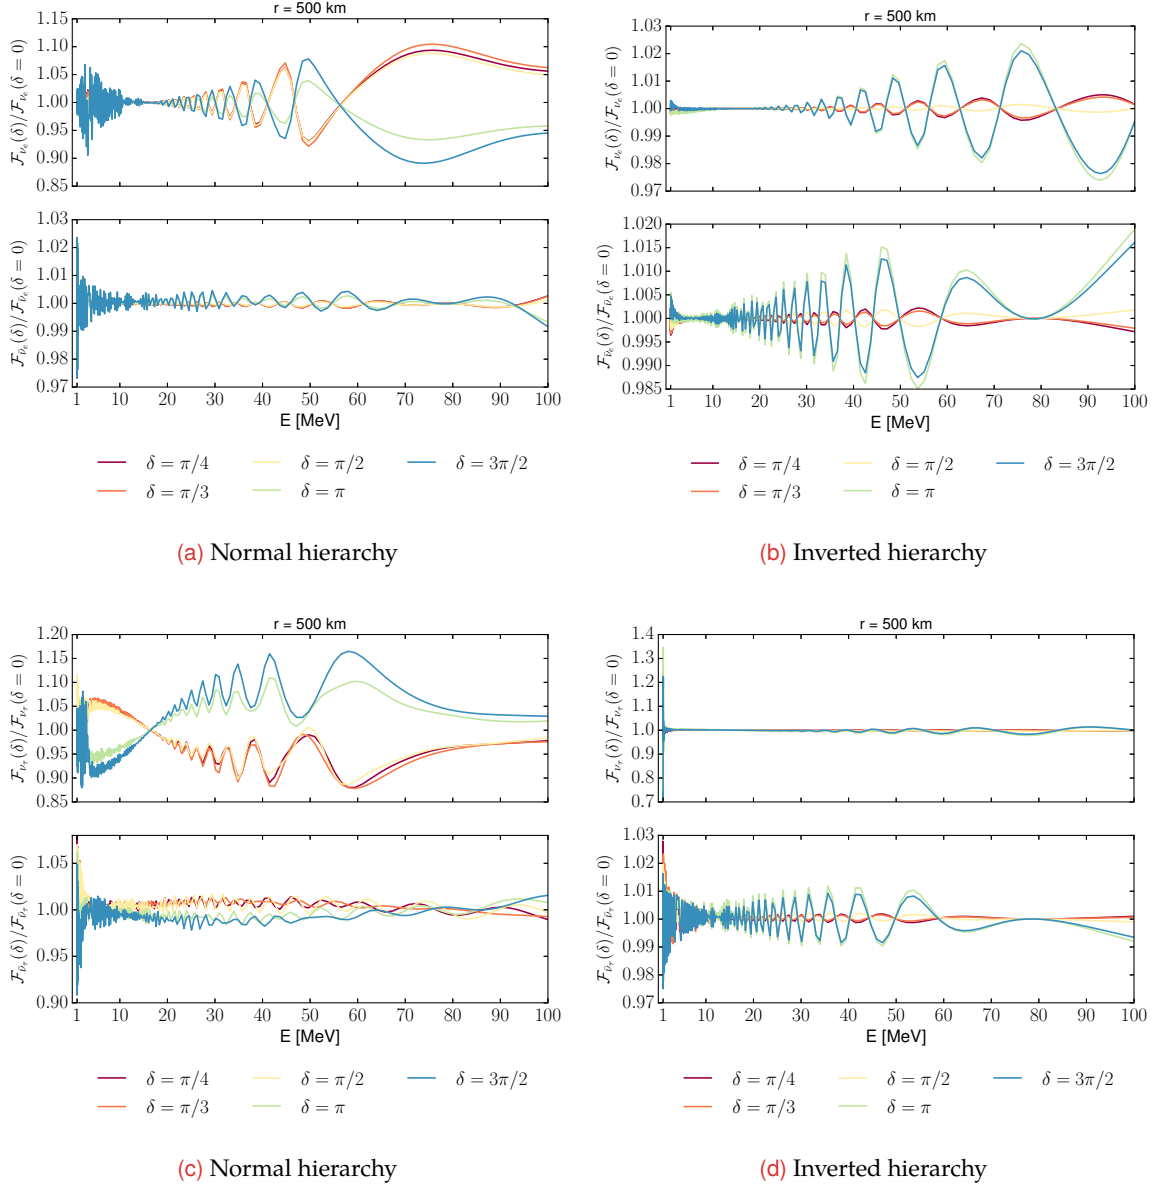 r = 500 km
1.15
1.10
1.05
1.00
0.95
0.90
0.85
𝓕_{ν_e}(δ)/𝓕_{ν_e}(δ = 0)
1.03
1.02
1.01
1.00
0.99
0.98
0.97
𝓕_{ν̄_e}(δ)/𝓕_{ν̄_e}(δ = 0)
1 10 20 30 40 50 60 70 80 90 100
E [MeV]
δ = π/4 δ = π/2 δ = 3π/2
δ = π/3 δ = π
(a) Normal hierarchy
r = 500 km
1.03
1.02
1.01
1.00
0.99
0.98
0.97
𝓕_{ν_e}(δ)/𝓕_{ν_e}(δ = 0)
1.020
1.015
1.010
1.005
1.000
0.995
0.990
0.985
𝓕_{ν̄_e}(δ)/𝓕_{ν̄_e}(δ = 0)
1 10 20 30 40 50 60 70 80 90 100
E [MeV]
δ = π/4 δ = π/2 δ = 3π/2
δ = π/3 δ = π
(b) Inverted hierarchy
r = 500 km
1.20
1.15
1.10
1.05
1.00
0.95
0.90
0.85
𝓕_{ν_τ}(δ)/𝓕_{ν_τ}(δ = 0)
1.05
1.00
0.95
0.90
𝓕_{ν̄_τ}(δ)/𝓕_{ν̄_τ}(δ = 0)
1 10 20 30 40 50 60 70 80 90 100
E [MeV]
δ = π/4 δ = π/2 δ = 3π/2
δ = π/3 δ = π
(c) Normal hierarchy
r = 500 km
1.4
1.3
1.2
1.1
1.0
0.9
0.8
0.7
𝓕_{ν_τ}(δ)/𝓕_{ν_τ}(δ = 0)
1.03
1.02
1.01
1.00
0.99
0.98
0.97
𝓕_{ν̄_τ}(δ)/𝓕_{ν̄_τ}(δ = 0)
1 10 20 30 40 50 60 70 80 90 100
E [MeV]
δ = π/4 δ = π/2 δ = 3π/2
δ = π/3 δ = π
(d) Inverted hierarchy